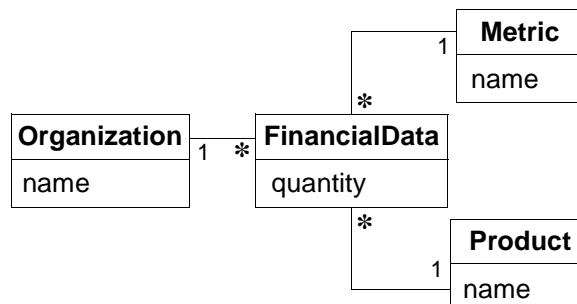 Metric
1
name
*
Organization
1
*
FinancialData
name
quantity
*
Product
1
name